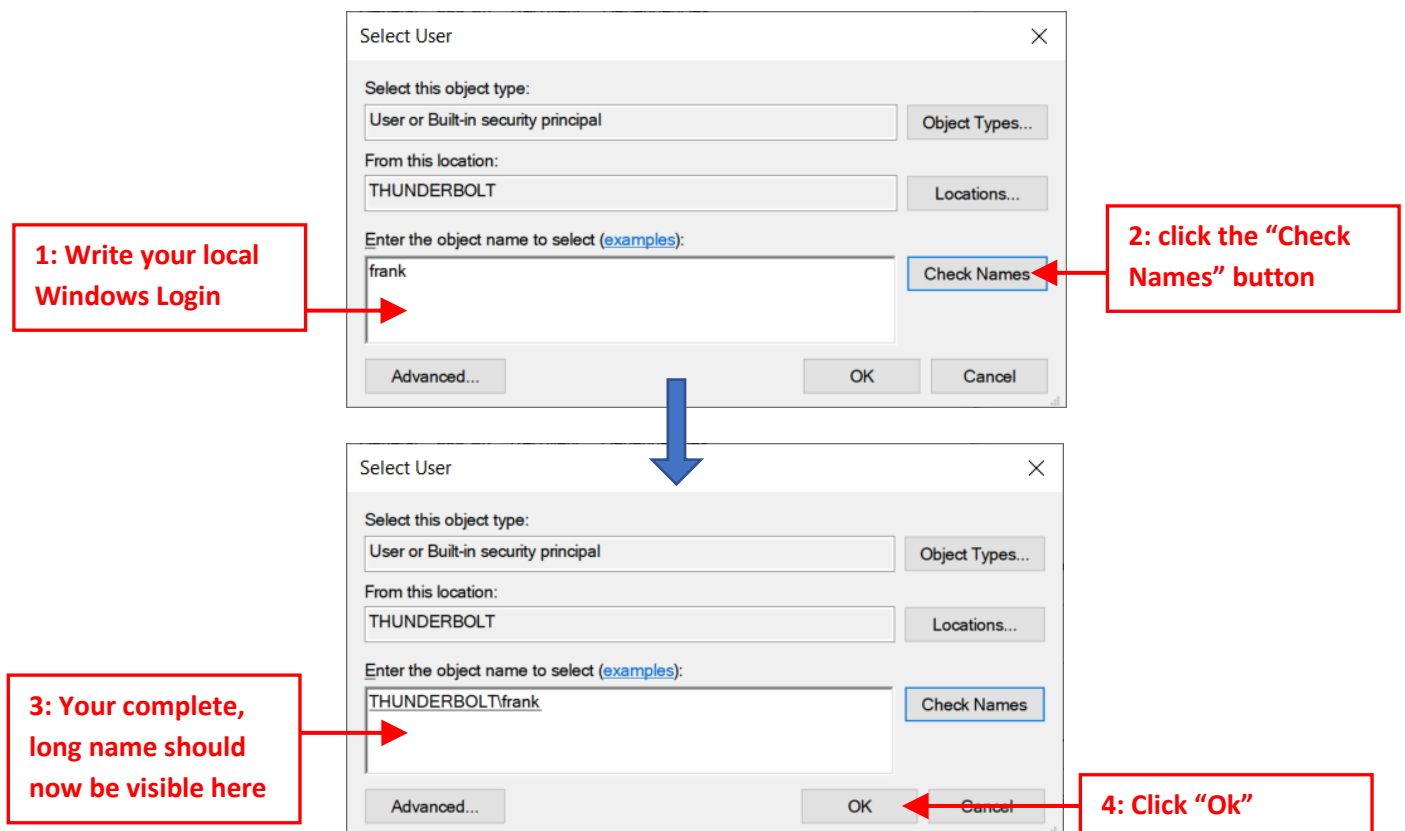 Select User
Select this object type:
User or Built-in security principal
Object Types...
From this location:
THUNDERBOLT
Locations...
1: Write your local
Windows Login
Enter the object name to select (examples):
frank
Check Names
2: click the “Check
Names” button
Advanced...
OK
Cancel
Select User
Select this object type:
User or Built-in security principal
Object Types...
From this location:
THUNDERBOLT
Locations...
3: Your complete,
long name should
now be visible here
Enter the object name to select (examples):
THUNDERBOLT\frank
Check Names
Advanced...
OK
Cancel
4: Click “Ok”